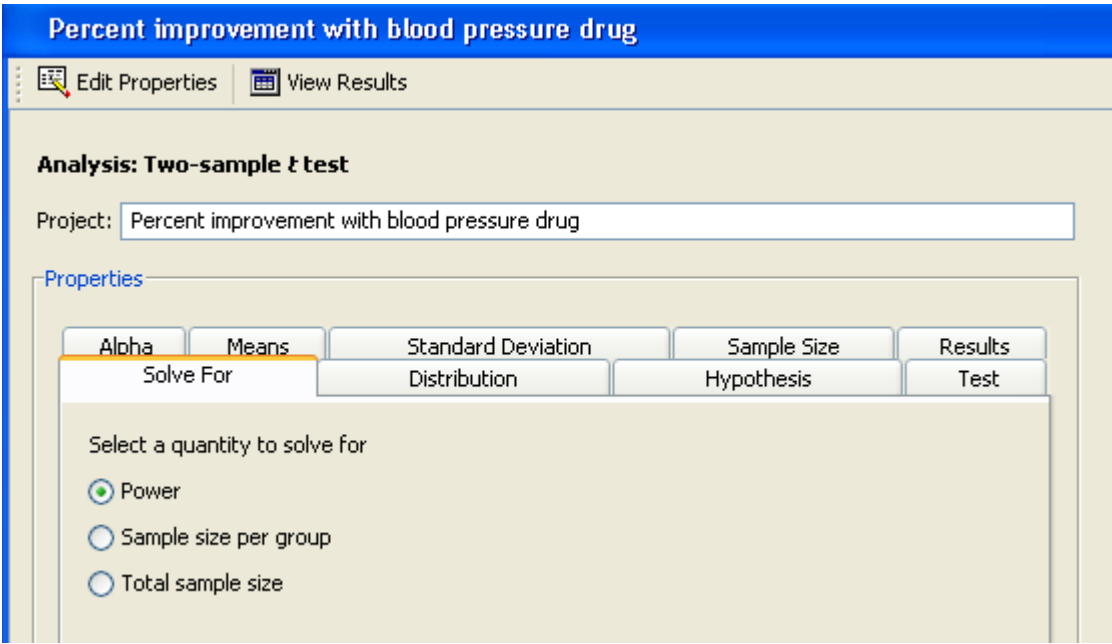 Percent improvement with blood pressure drug
Edit Properties View Results
Analysis: Two-sample t test
Project: Percent improvement with blood pressure drug
Properties
Alpha Means Standard Deviation Sample Size Results
Solve For Distribution Hypothesis Test
Select a quantity to solve for
Power
Sample size per group
Total sample size